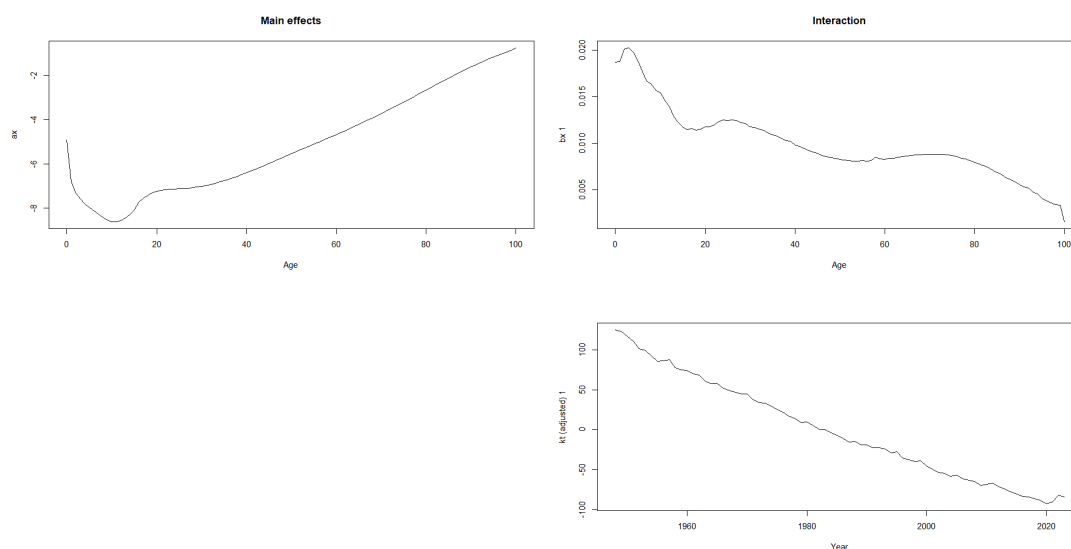 Main effects
ax
-2
-4
-6
-8
0 20 40 60 80 100
Age
Interaction
bx 1
0.020
0.015
0.010
0.005
0 20 40 60 80 100
Age
kt (adjusted) 1
100
50
0
-50
-100
1960 1980 2000 2020
Year